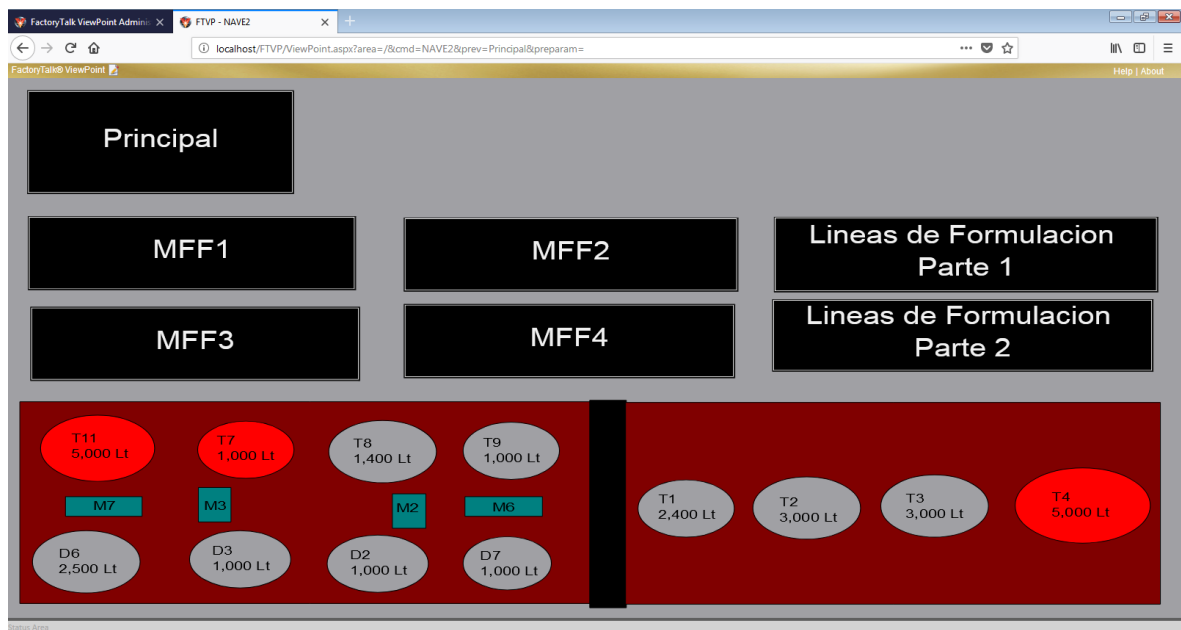 FactoryTalk ViewPoint Adminis
FTVP - NAVE2
localhost/FTVP/ViewPoint.aspx?area=/&cmd=NAVE2&prev=Principal&preparam=
FactoryTalk® ViewPoint
Help | About
Principal
MFF1
MFF2
Lineas de Formulacion
Parte 1
MFF3
MFF4
Lineas de Formulacion
Parte 2
T11
5,000 Lt
T7
1,000 Lt
T8
1,400 Lt
T9
1,000 Lt
M7
M3
M2
M6
D6
2,500 Lt
D3
1,000 Lt
D2
1,000 Lt
D7
1,000 Lt
T1
2,400 Lt
T2
3,000 Lt
T3
3,000 Lt
T4
5,000 Lt
Status Area